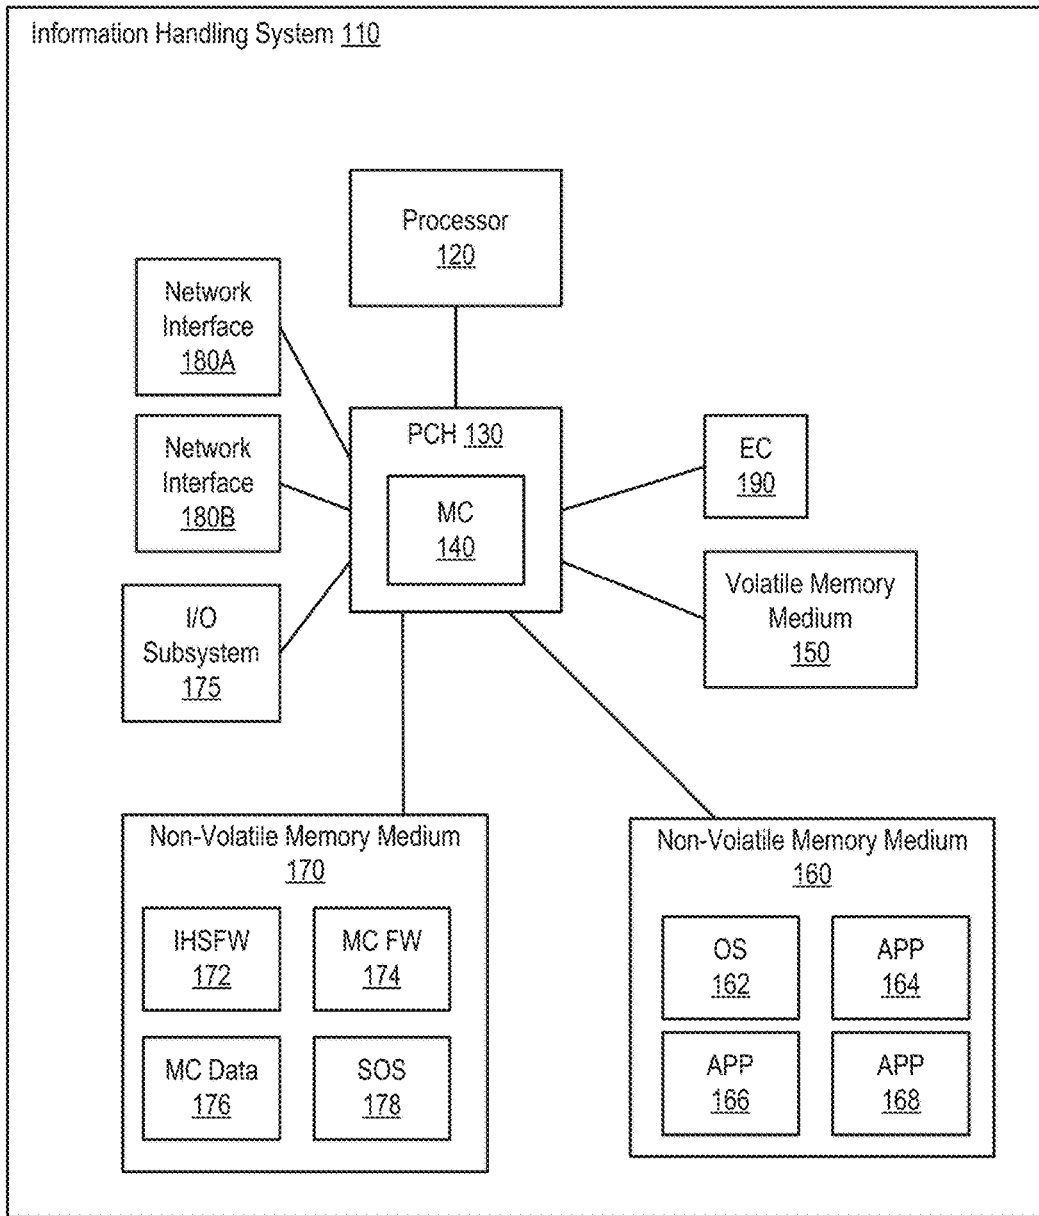 Information Handling System 110
Processor
120
Network
Interface
180A
Network
Interface
180B
I/O
Subsystem
175
PCH 130
MC
140
EC
190
Volatile Memory
Medium
150
Non-Volatile Memory Medium
170
IHSFW
172
MC FW
174
MC Data
176
SOS
178
Non-Volatile Memory Medium
160
OS
162
APP
164
APP
166
APP
168